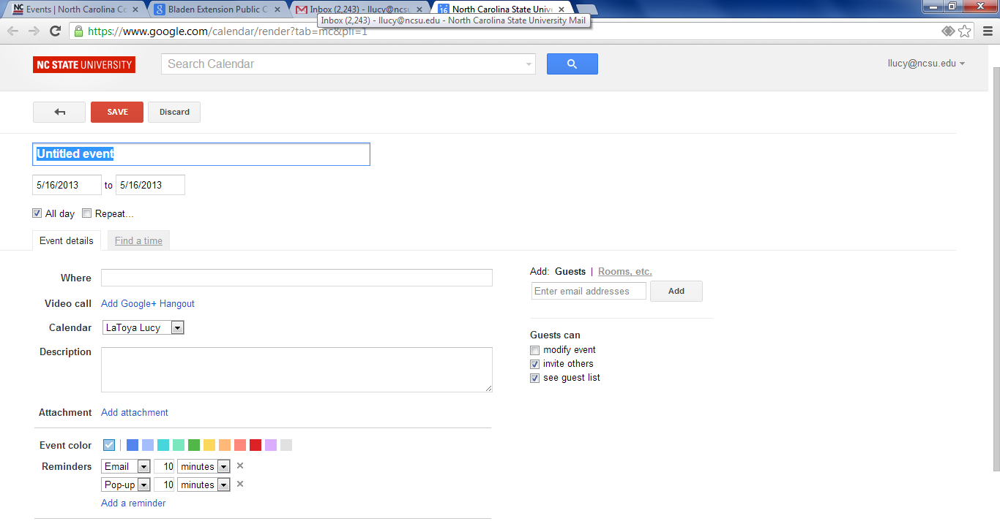 NC Events | North Carolina Co
8 Bladen Extension Public C
Inbox (2,243) - llucy@ncsu
16 North Carolina State Univ
Inbox (2,243) - llucy@ncsu.edu - North Carolina State University Mail
https://www.google.com/calendar/render?tab=mc&pli=1
NC STATE UNIVERSITY
Search Calendar
llucy@ncsu.edu
SAVE
Discard
Untitled event
5/16/2013 to 5/16/2013
All day Repeat...
Event details Find a time
Where
Video call Add Google+ Hangout
Calendar LaToya Lucy
Description
Attachment Add attachment
Event color
Reminders Email 10 minutes
Pop-up 10 minutes
Add a reminder
Add: Guests | Rooms, etc.
Enter email addresses Add
Guests can
modify event
invite others
see guest list